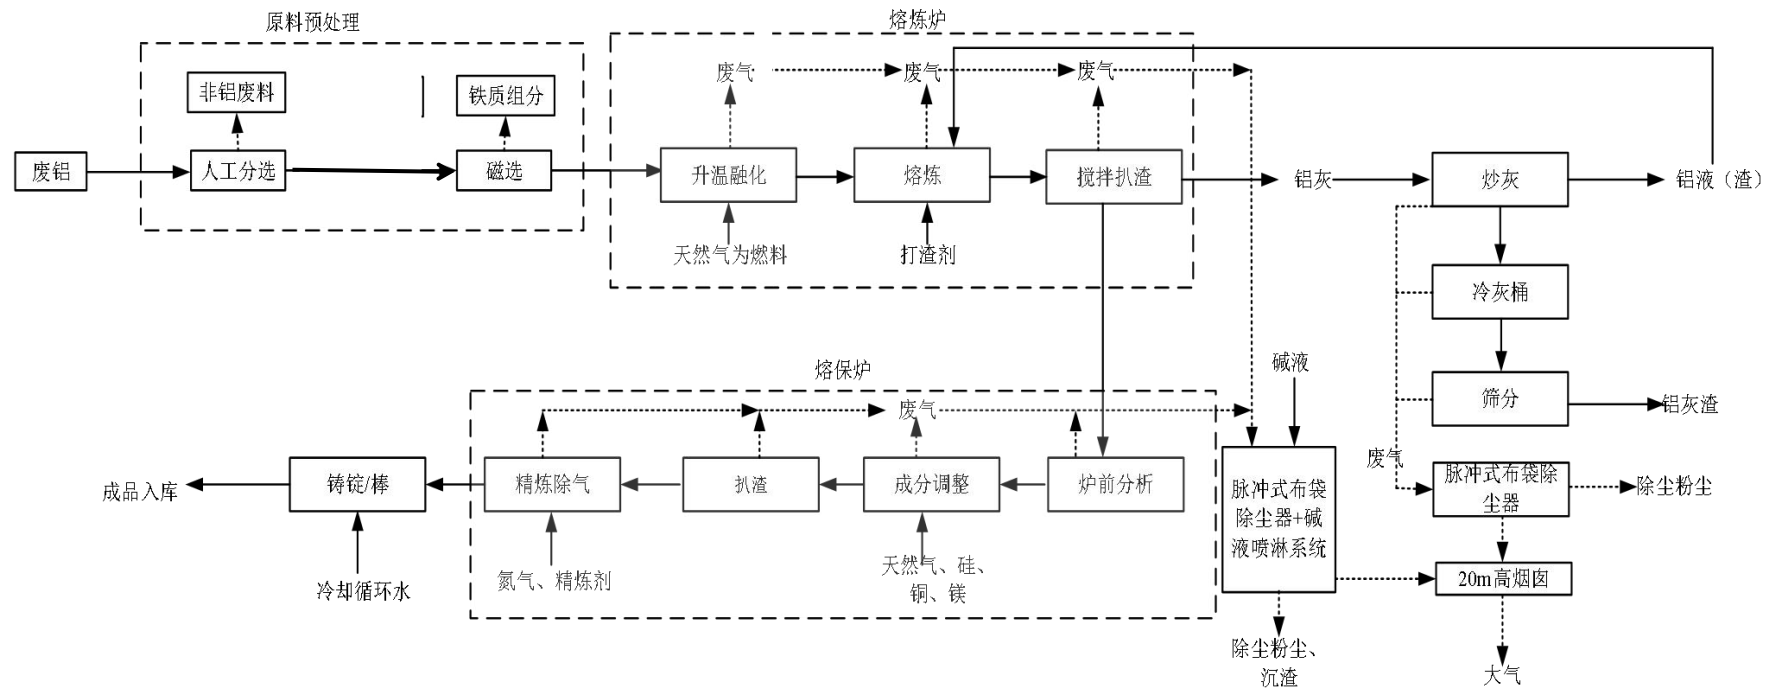 原料预处理
熔炼炉
非铝废料
铁质组分
废气
废气
废气
废铝
人工分选
磁选
升温融化
熔炼
搅拌扒渣
铝灰
炒灰
铝液（渣）
天然气为燃料
打渣剂
冷灰桶
熔保炉
碱液
筛分
铝灰渣
废气
废气
成品入库
铸锭/棒
精炼除气
扒渣
成分调整
炉前分析
脉冲式布袋
除尘器+碱
液喷淋系统
脉冲式布袋除
尘器
除尘粉尘
冷却循环水
氮气、精炼剂
天然气、硅、
铜、镁
20m高烟囱
除尘粉尘、
沉渣
大气